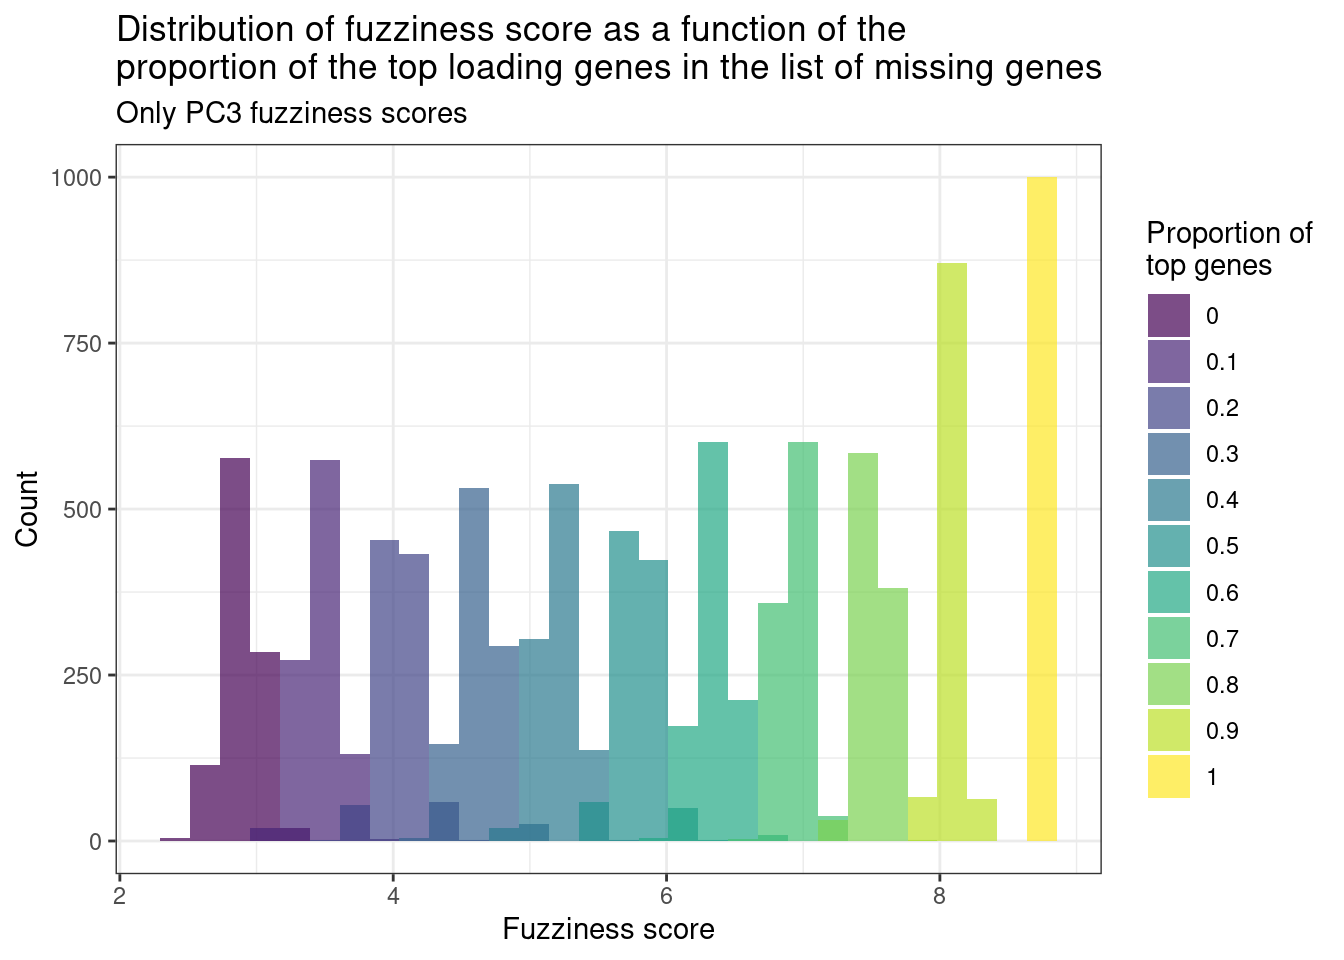 Distribution of fuzziness score as a function of the
proportion of the top loading genes in the list of missing genes
Only PC3 fuzziness scores
1000
750
500
250
0
Count
2
4
6
8
Fuzziness score
Proportion of
top genes
0
0.1
0.2
0.3
0.4
0.5
0.6
0.7
0.8
0.9
1